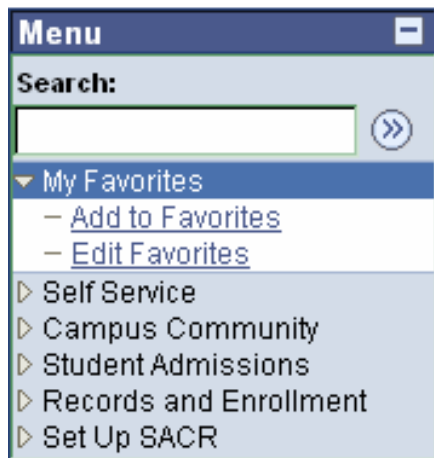 Menu
Search:
My Favorites
– Add to Favorites
– Edit Favorites
Self Service
Campus Community
Student Admissions
Records and Enrollment
Set Up SACR